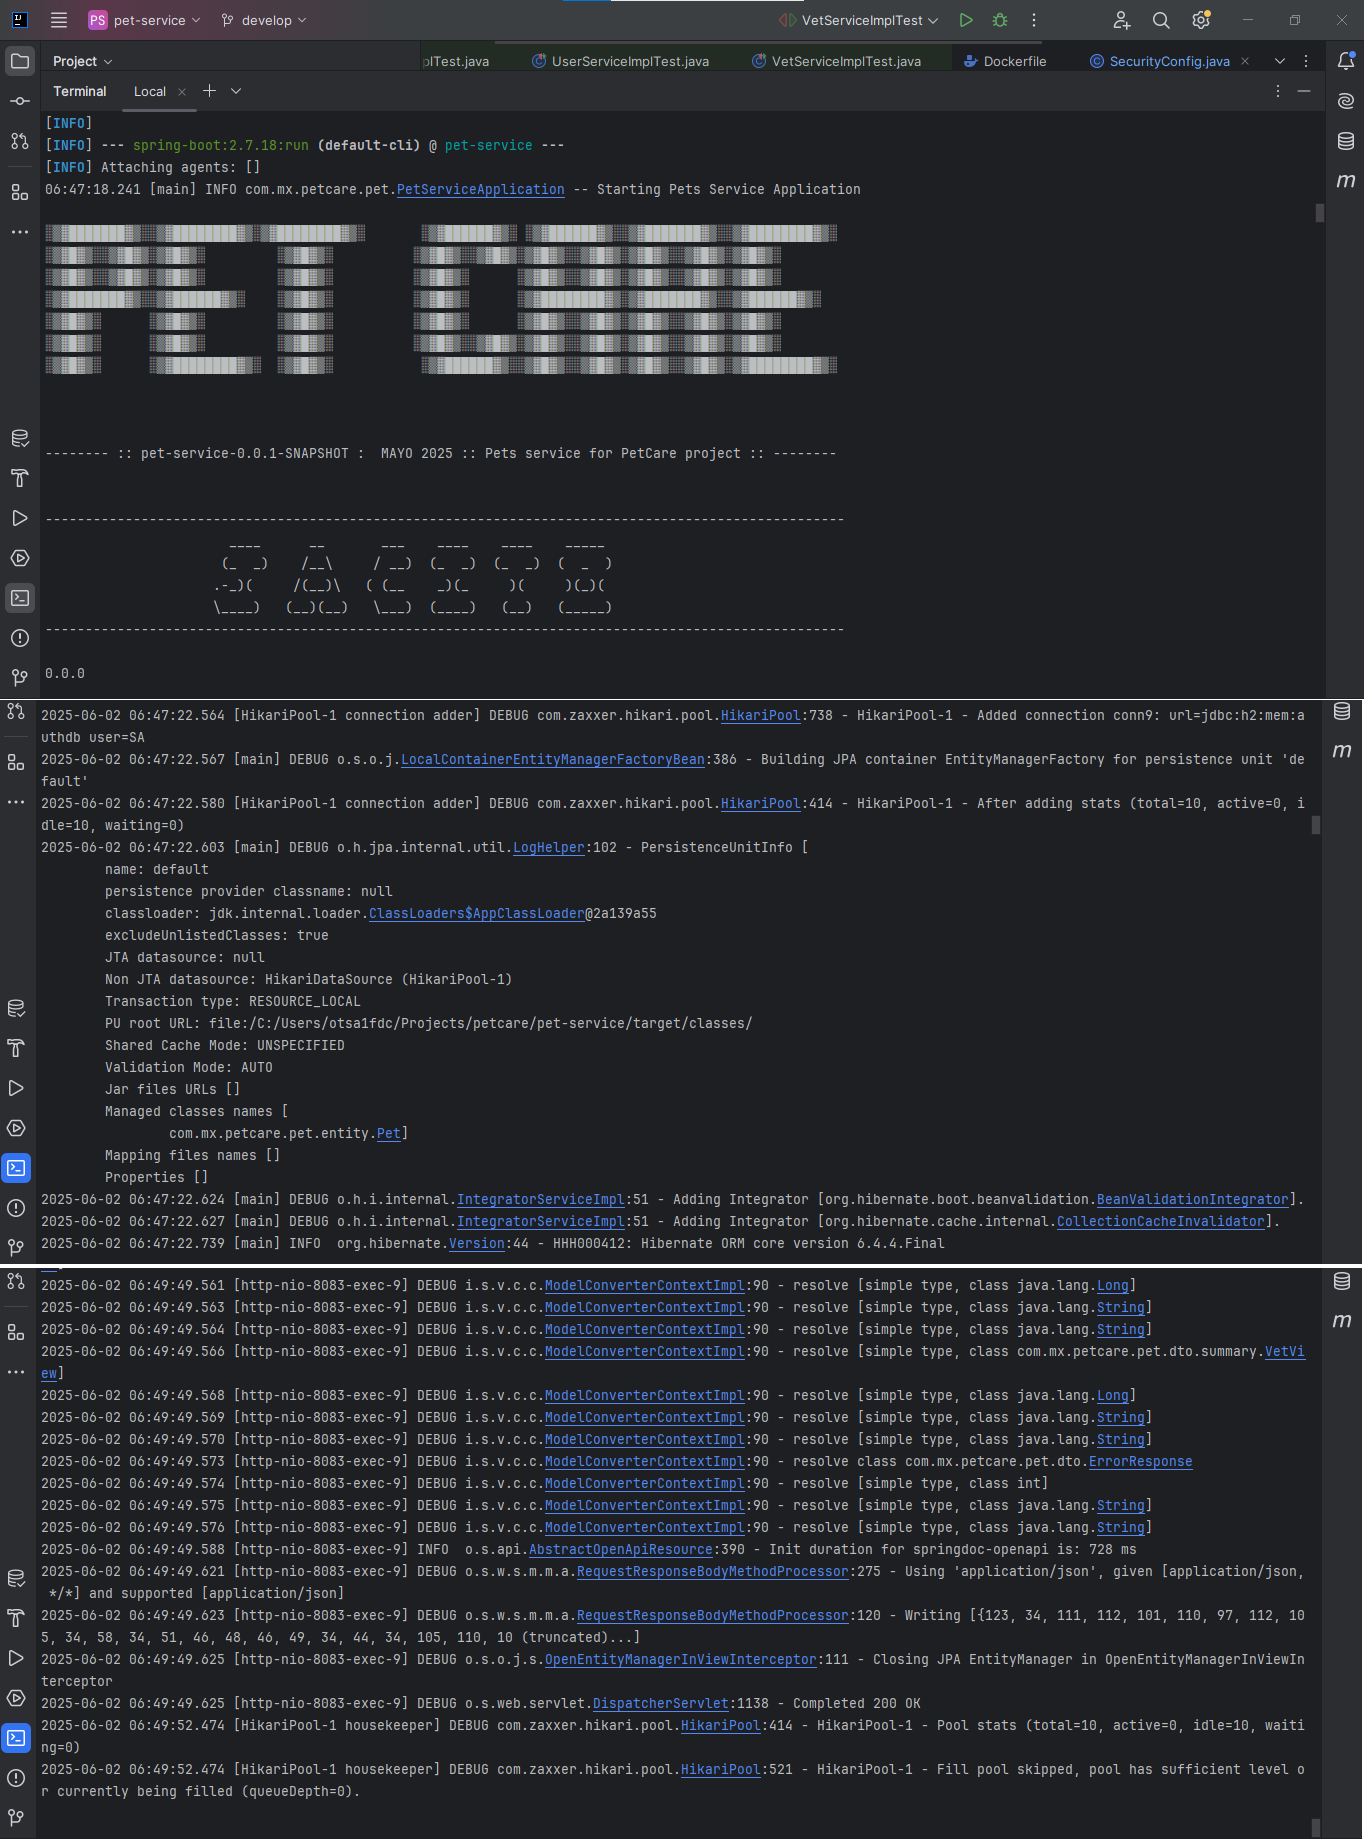 PS pet-service develop VetServiceImplTest
Project plTest.java UserServiceImplTest.java VetServiceImplTest.java Dockerfile SecurityConfig.java
Terminal Local
[INFO]
[INFO] --- spring-boot:2.7.18:run (default-cli) @ pet-service ---
[INFO] Attaching agents: []
06:47:18.241 [main] INFO com.mx.petcare.pet.PetServiceApplication -- Starting Pets Service Application
PET CARE
-------- :: pet-service-0.0.1-SNAPSHOT :  MAYO 2025 :: Pets service for PetCare project :: --------
----------------------------------------------------------------------------------------------------
                       ____      __       ___    ____    ____    _____
                      (_  _)    /__\     / __)  (_  _)  (_  _)  (  _  )
                     .-_)(     /(__)\   ( (__    _)(_     )(     )(_)(
                     \____)   (__)(__)   \___)  (____)   (__)   (_____)
----------------------------------------------------------------------------------------------------
0.0.0
2025-06-02 06:47:22.564 [HikariPool-1 connection adder] DEBUG com.zaxxer.hikari.pool.HikariPool:738 - HikariPool-1 - Added connection conn9: url=jdbc:h2:mem:a
uthdb user=SA
2025-06-02 06:47:22.567 [main] DEBUG o.s.o.j.LocalContainerEntityManagerFactoryBean:386 - Building JPA container EntityManagerFactory for persistence unit 'de
fault'
2025-06-02 06:47:22.580 [HikariPool-1 connection adder] DEBUG com.zaxxer.hikari.pool.HikariPool:414 - HikariPool-1 - After adding stats (total=10, active=0, i
dle=10, waiting=0)
2025-06-02 06:47:22.603 [main] DEBUG o.h.jpa.internal.util.LogHelper:102 - PersistenceUnitInfo [
        name: default
        persistence provider classname: null
        classloader: jdk.internal.loader.ClassLoaders$AppClassLoader@2a139a55
        excludeUnlistedClasses: true
        JTA datasource: null
        Non JTA datasource: HikariDataSource (HikariPool-1)
        Transaction type: RESOURCE_LOCAL
        PU root URL: file:/C:/Users/otsa1fdc/Projects/petcare/pet-service/target/classes/
        Shared Cache Mode: UNSPECIFIED
        Validation Mode: AUTO
        Jar files URLs []
        Managed classes names [
                com.mx.petcare.pet.entity.Pet]
        Mapping files names []
        Properties []
2025-06-02 06:47:22.624 [main] DEBUG o.h.i.internal.IntegratorServiceImpl:51 - Adding Integrator [org.hibernate.boot.beanvalidation.BeanValidationIntegrator].
2025-06-02 06:47:22.627 [main] DEBUG o.h.i.internal.IntegratorServiceImpl:51 - Adding Integrator [org.hibernate.cache.internal.CollectionCacheInvalidator].
2025-06-02 06:47:22.739 [main] INFO  org.hibernate.Version:44 - HHH000412: Hibernate ORM core version 6.4.4.Final
2025-06-02 06:49:49.561 [http-nio-8083-exec-9] DEBUG i.s.v.c.c.ModelConverterContextImpl:90 - resolve [simple type, class java.lang.Long]
2025-06-02 06:49:49.563 [http-nio-8083-exec-9] DEBUG i.s.v.c.c.ModelConverterContextImpl:90 - resolve [simple type, class java.lang.String]
2025-06-02 06:49:49.564 [http-nio-8083-exec-9] DEBUG i.s.v.c.c.ModelConverterContextImpl:90 - resolve [simple type, class java.lang.String]
2025-06-02 06:49:49.566 [http-nio-8083-exec-9] DEBUG i.s.v.c.c.ModelConverterContextImpl:90 - resolve [simple type, class com.mx.petcare.pet.dto.summary.VetVi
ew]
2025-06-02 06:49:49.568 [http-nio-8083-exec-9] DEBUG i.s.v.c.c.ModelConverterContextImpl:90 - resolve [simple type, class java.lang.Long]
2025-06-02 06:49:49.569 [http-nio-8083-exec-9] DEBUG i.s.v.c.c.ModelConverterContextImpl:90 - resolve [simple type, class java.lang.String]
2025-06-02 06:49:49.570 [http-nio-8083-exec-9] DEBUG i.s.v.c.c.ModelConverterContextImpl:90 - resolve [simple type, class java.lang.String]
2025-06-02 06:49:49.573 [http-nio-8083-exec-9] DEBUG i.s.v.c.c.ModelConverterContextImpl:90 - resolve class com.mx.petcare.pet.dto.ErrorResponse
2025-06-02 06:49:49.574 [http-nio-8083-exec-9] DEBUG i.s.v.c.c.ModelConverterContextImpl:90 - resolve [simple type, class int]
2025-06-02 06:49:49.575 [http-nio-8083-exec-9] DEBUG i.s.v.c.c.ModelConverterContextImpl:90 - resolve [simple type, class java.lang.String]
2025-06-02 06:49:49.576 [http-nio-8083-exec-9] DEBUG i.s.v.c.c.ModelConverterContextImpl:90 - resolve [simple type, class java.lang.String]
2025-06-02 06:49:49.588 [http-nio-8083-exec-9] INFO  o.s.api.AbstractOpenApiResource:390 - Init duration for springdoc-openapi is: 728 ms
2025-06-02 06:49:49.621 [http-nio-8083-exec-9] DEBUG o.s.w.s.m.m.a.RequestResponseBodyMethodProcessor:275 - Using 'application/json', given [application/json,
 */*] and supported [application/json]
2025-06-02 06:49:49.623 [http-nio-8083-exec-9] DEBUG o.s.w.s.m.m.a.RequestResponseBodyMethodProcessor:120 - Writing [{123, 34, 111, 112, 101, 110, 97, 112, 10
5, 34, 58, 34, 51, 46, 48, 46, 49, 34, 44, 34, 105, 110, 10 (truncated)...]
2025-06-02 06:49:49.625 [http-nio-8083-exec-9] DEBUG o.s.o.j.s.OpenEntityManagerInViewInterceptor:111 - Closing JPA EntityManager in OpenEntityManagerInViewIn
terceptor
2025-06-02 06:49:49.625 [http-nio-8083-exec-9] DEBUG o.s.web.servlet.DispatcherServlet:1138 - Completed 200 OK
2025-06-02 06:49:52.474 [HikariPool-1 housekeeper] DEBUG com.zaxxer.hikari.pool.HikariPool:414 - HikariPool-1 - Pool stats (total=10, active=0, idle=10, waiti
ng=0)
2025-06-02 06:49:52.474 [HikariPool-1 housekeeper] DEBUG com.zaxxer.hikari.pool.HikariPool:521 - HikariPool-1 - Fill pool skipped, pool has sufficient level o
r currently being filled (queueDepth=0).